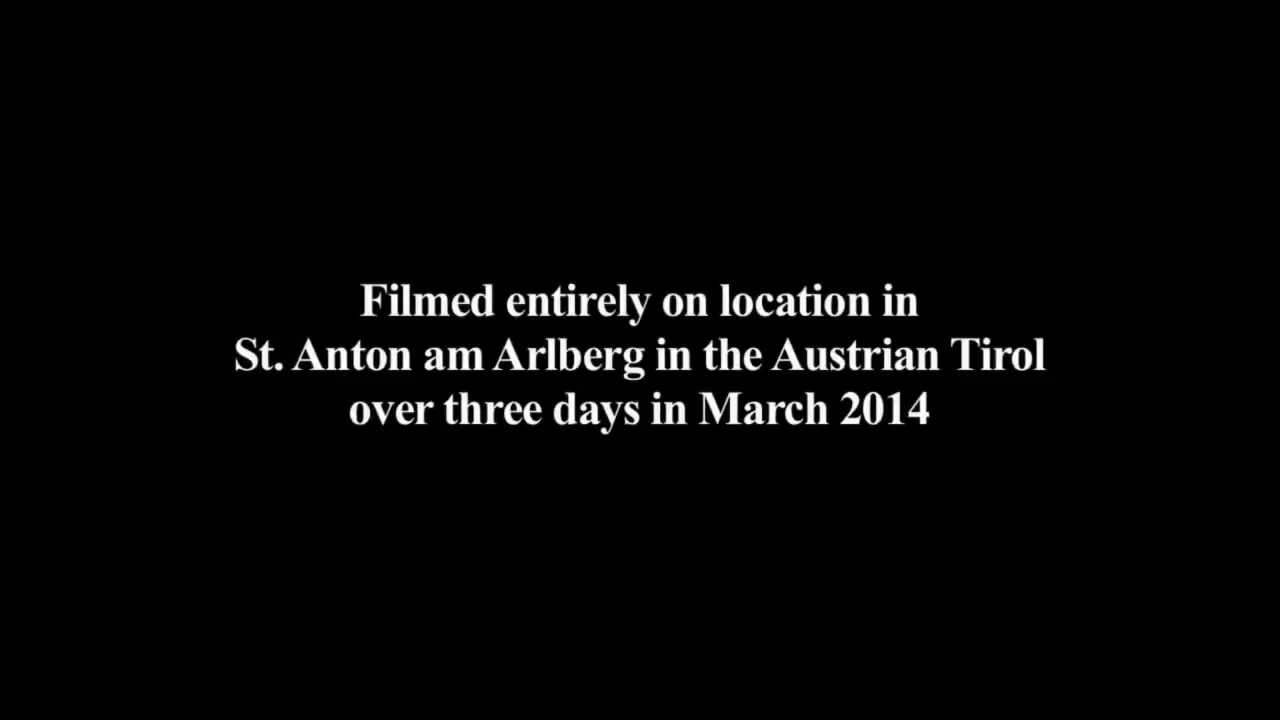 Filmed entirely on location in
St. Anton am Arlberg in the Austrian Tirol
over three days in March 2014